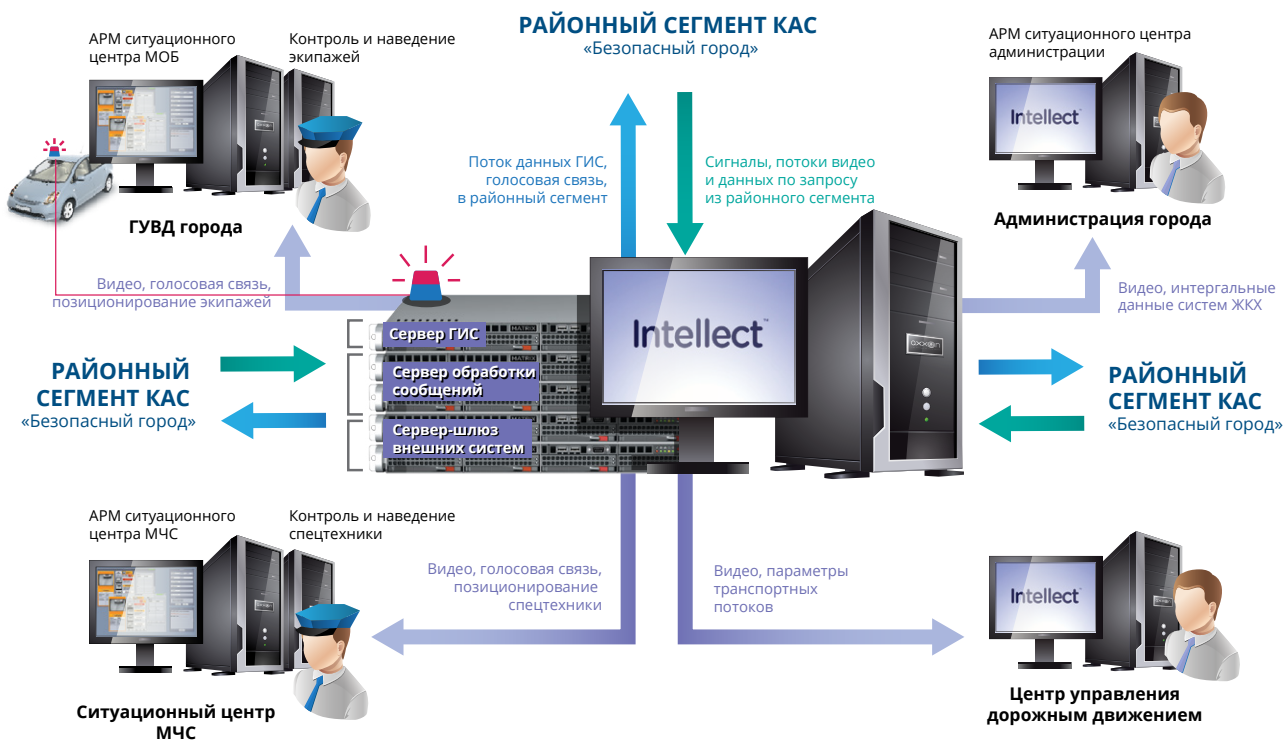 РАЙОННЫЙ СЕГМЕНТ КАС
«Безопасный город»
АРМ ситуационного
центра МОБ
Контроль и наведение
экипажей
АРМ ситуационного центра
администрации
Intellect
Поток данных ГИС,
голосовая связь,
в районный сегмент
Сигналы, потоки видео
и данных по запросу
из районного сегмента
ГУВД города
Администрация города
Видео, голосовая связь,
позиционирование экипажей
Видео, интергальные
данные систем ЖКХ
MATRIX
Сервер ГИС
MATRIX
Сервер обработки
сообщений
Сервер-шлюз
внешних систем
Intellect™
axxon
РАЙОННЫЙ
СЕГМЕНТ КАС
«Безопасный город»
РАЙОННЫЙ
СЕГМЕНТ КАС
«Безопасный город»
АРМ ситуационного
центра МЧС
Контроль и наведение
спецтехники
Видео, голосовая связь,
позиционирование
спецтехники
Видео, параметры
транспортных
потоков
Intellect
Ситуационный центр
МЧС
Центр управления
дорожным движением